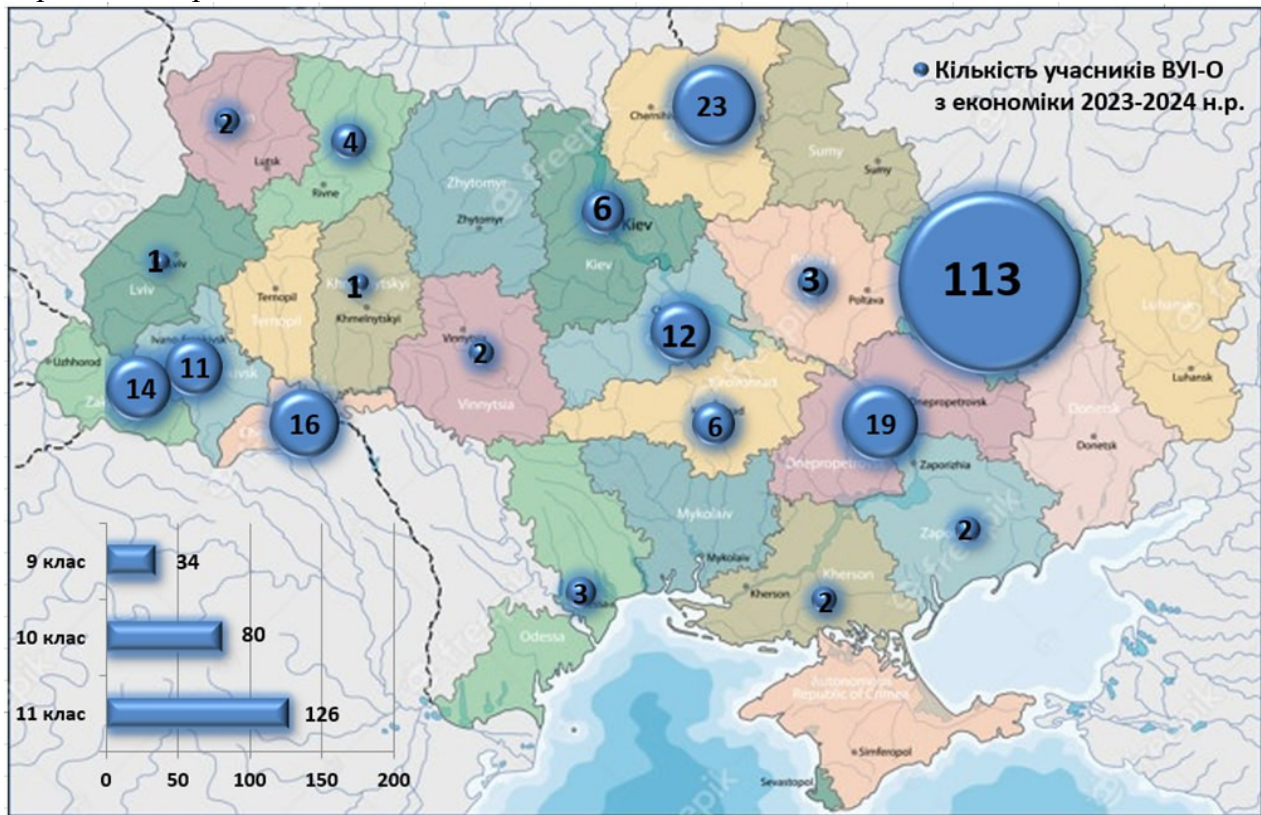 Кількість учасників ВУІ-О
з економіки 2023-2024 н.р.
23
2
4
Chernihiv
Sumy
Sumy
Lutsk
Rivne
Zhytomyr
Zhytomyr
6
Kiev
Kiev
113
1
Lviv
Lviv
Ternopil
Ternopil
1
Khmelnytskyi
3
Poltava
Luhansk
Luhansk
12
Vinnytsia
2
Vinnytsia
Uzhhorod
14
11
16
6
19
Dnepropetrovsk
Dnepropetrovsk
Donetsk
Donetsk
Zaporizhia
Mykolaiv
Mykolaiv
2
Kherson
Kherson
2
3
Odessa
Autonomous
Republic of Crimea
Simferopol
Sevastopol
9 клас 34
10 клас 80
11 клас 126
0 50 100 150 200
freepik